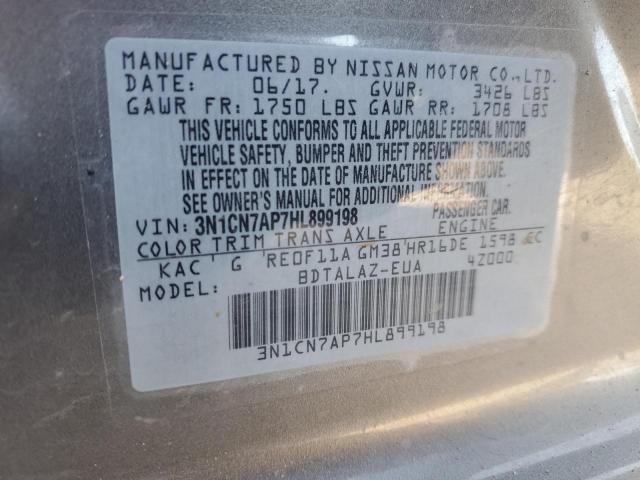 MANUFACTURED BY NISSAN MOTOR CO., LTD.
DATE: 06/17. GVWR: 3426 LBS
GAWR FR: 1750 LBS GAWR RR: 1708 LBS
THIS VEHICLE CONFORMS TO ALL APPLICABLE FEDERAL MOTOR
VEHICLE SAFETY, BUMPER AND THEFT PREVENTION STANDARDS
IN EFFECT ON THE DATE OF MANUFACTURE SHOWN ABOVE.
SEE OWNER'S MANUAL FOR ADDITIONAL INFORMATION.
VIN: 3N1CN7AP7HL899198 PASSENGER CAR.
COLOR TRIM TRANS AXLE ENGINE
KAC ' G 'RE0F11A GM38'HR16DE 1598 CC
MODEL: BDTALAZ-EUA 4Z000
3N1CN7AP7HL899198